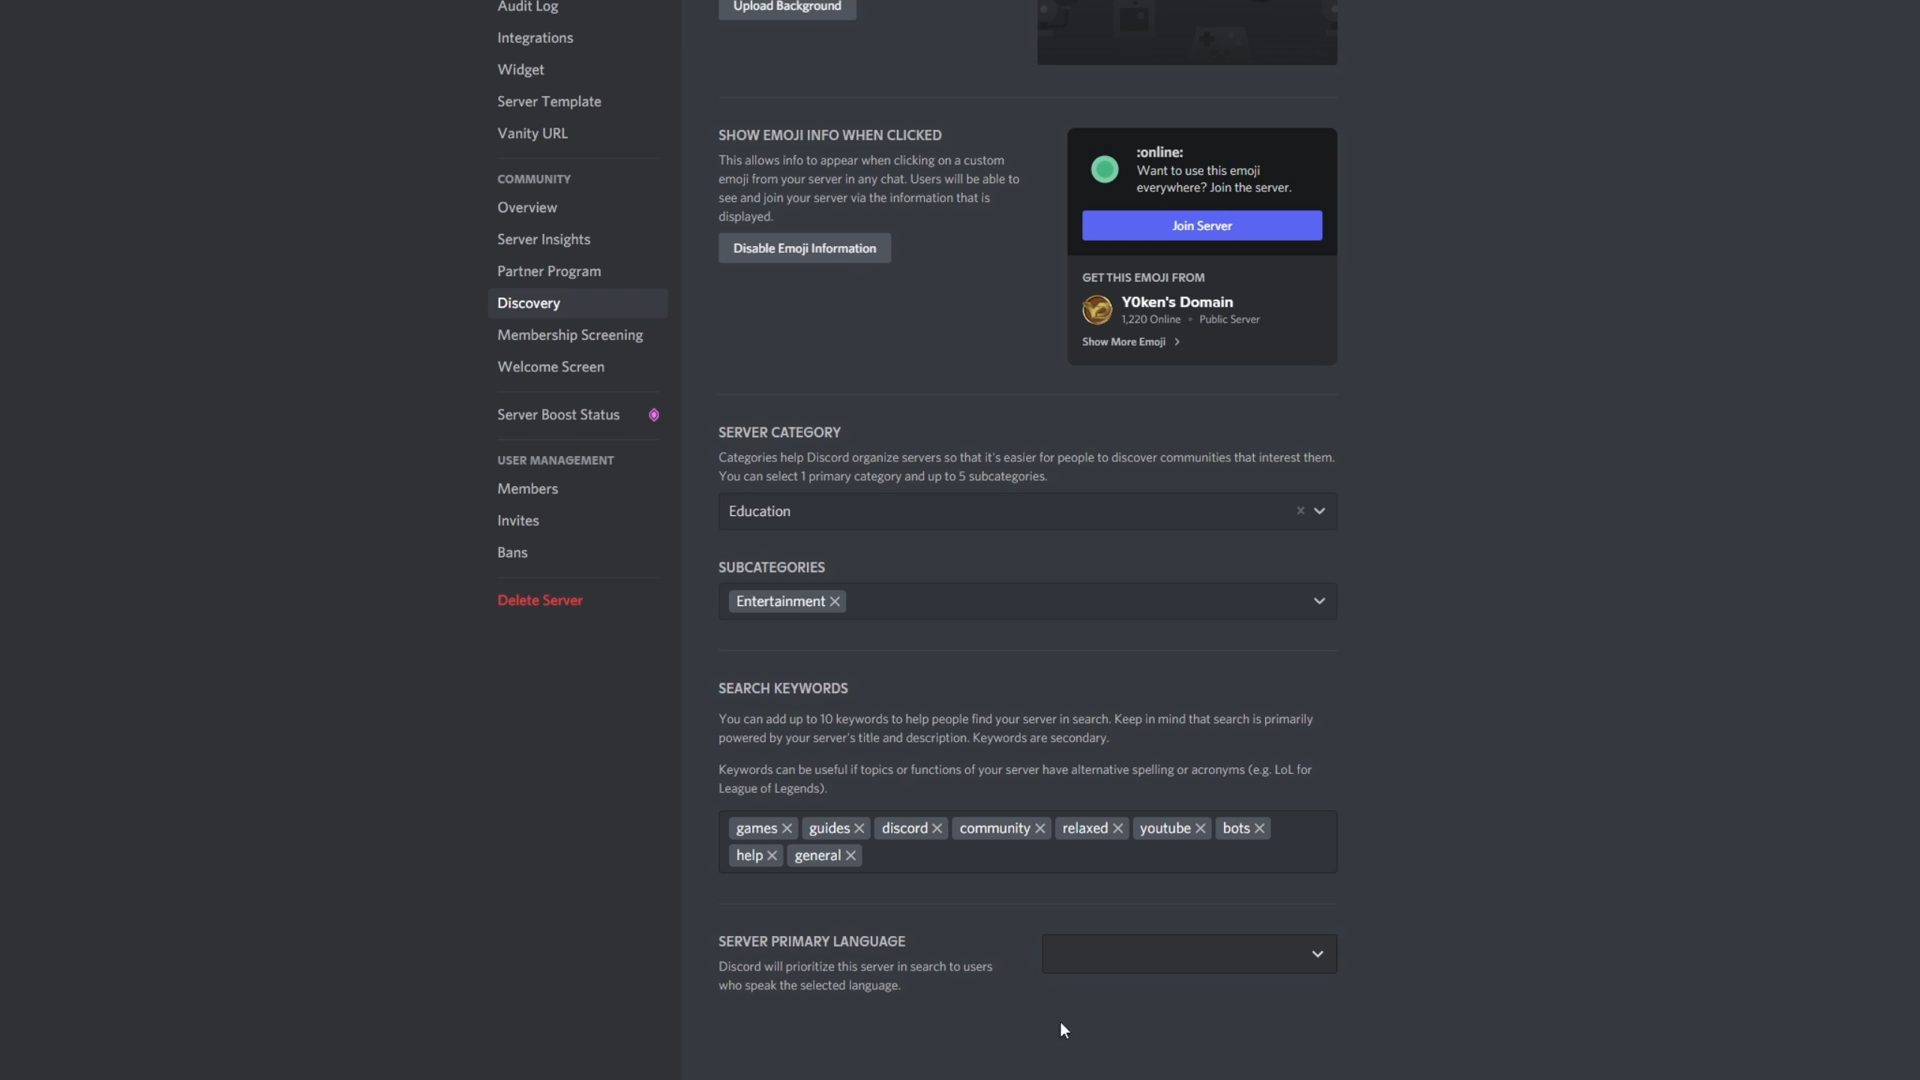 Audit Log
Integrations
Widget
Server Template
Vanity URL
COMMUNITY
Overview
Server Insights
Partner Program
Discovery
Membership Screening
Welcome Screen
Server Boost Status
USER MANAGEMENT
Members
Invites
Bans
Delete Server
Upload Background
SHOW EMOJI INFO WHEN CLICKED
This allows info to appear when clicking on a custom
emoji from your server in any chat. Users will be able to
see and join your server via the information that is
displayed.
Disable Emoji Information
:online:
Want to use this emoji
everywhere? Join the server.
Join Server
GET THIS EMOJI FROM
Y0ken's Domain
1,220 Online • Public Server
Show More Emoji
SERVER CATEGORY
Categories help Discord organize servers so that it's easier for people to discover communities that interest them.
You can select 1 primary category and up to 5 subcategories.
Education
SUBCATEGORIES
Entertainment
SEARCH KEYWORDS
You can add up to 10 keywords to help people find your server in search. Keep in mind that search is primarily
powered by your server's title and description. Keywords are secondary.
Keywords can be useful if topics or functions of your server have alternative spelling or acronyms (e.g. LoL for
League of Legends).
games guides discord community relaxed youtube bots
help general
SERVER PRIMARY LANGUAGE
Discord will prioritize this server in search to users
who speak the selected language.